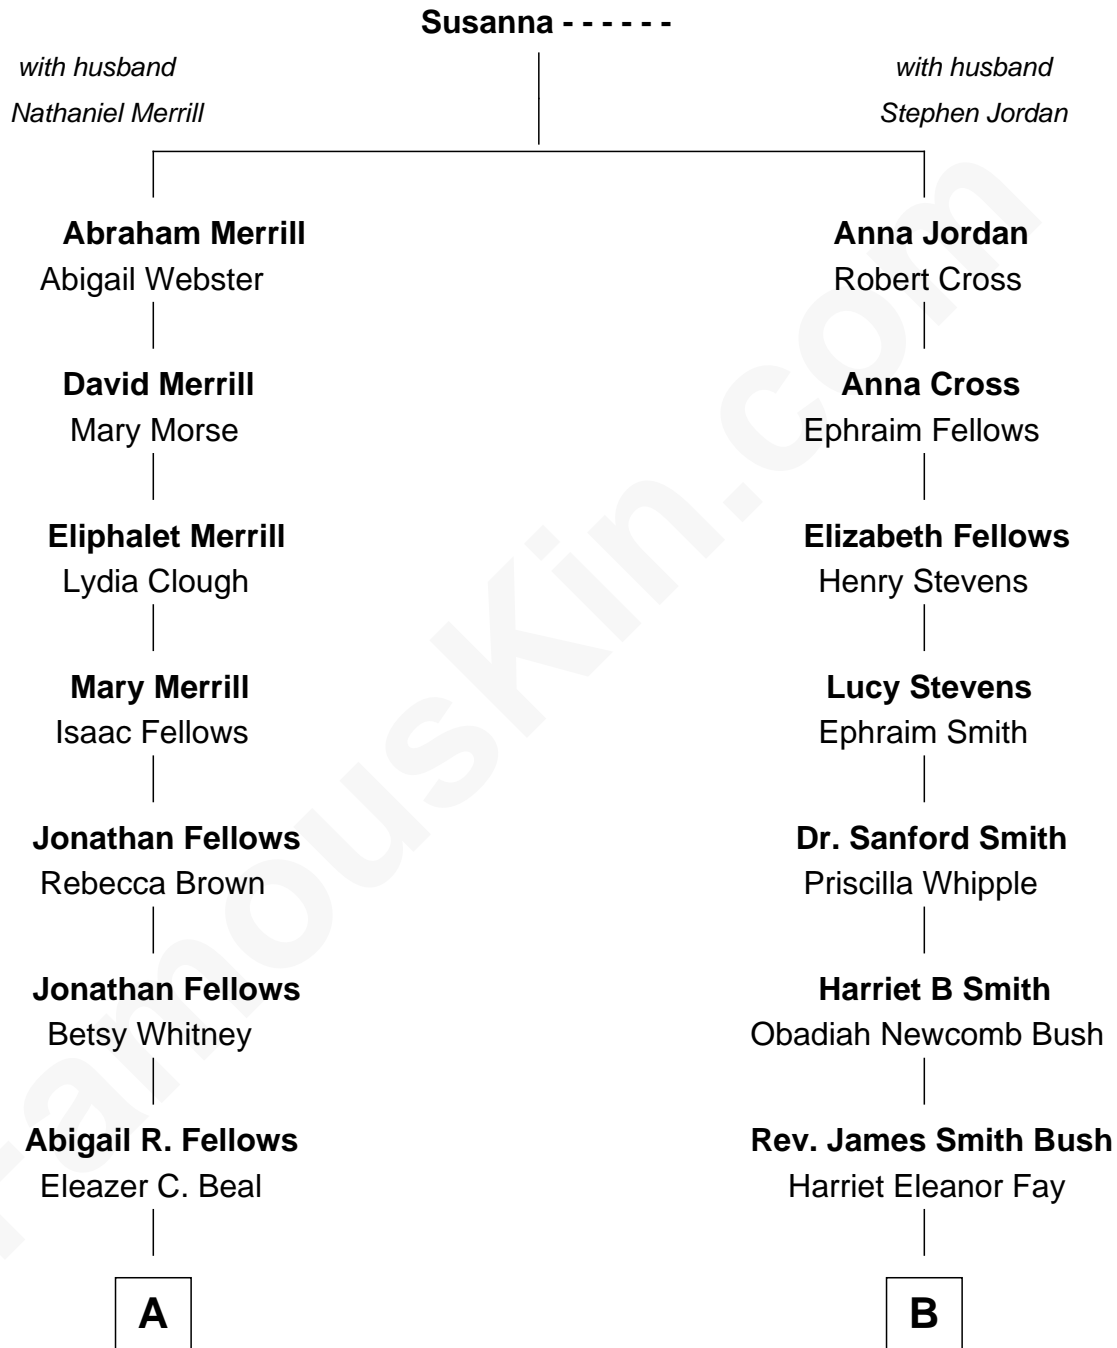 Susanna - - - - - -
with husband
Nathaniel Merrill
with husband
Stephen Jordan
Abraham Merrill
Abigail Webster
David Merrill
Mary Morse
Eliphalet Merrill
Lydia Clough
Mary Merrill
Isaac Fellows
Jonathan Fellows
Rebecca Brown
Jonathan Fellows
Betsy Whitney
Abigail R. Fellows
Eleazer C. Beal
A
Anna Jordan
Robert Cross
Anna Cross
Ephraim Fellows
Elizabeth Fellows
Henry Stevens
Lucy Stevens
Ephraim Smith
Dr. Sanford Smith
Priscilla Whipple
Harriet B Smith
Obadiah Newcomb Bush
Rev. James Smith Bush
Harriet Eleanor Fay
B
FamousKin.com